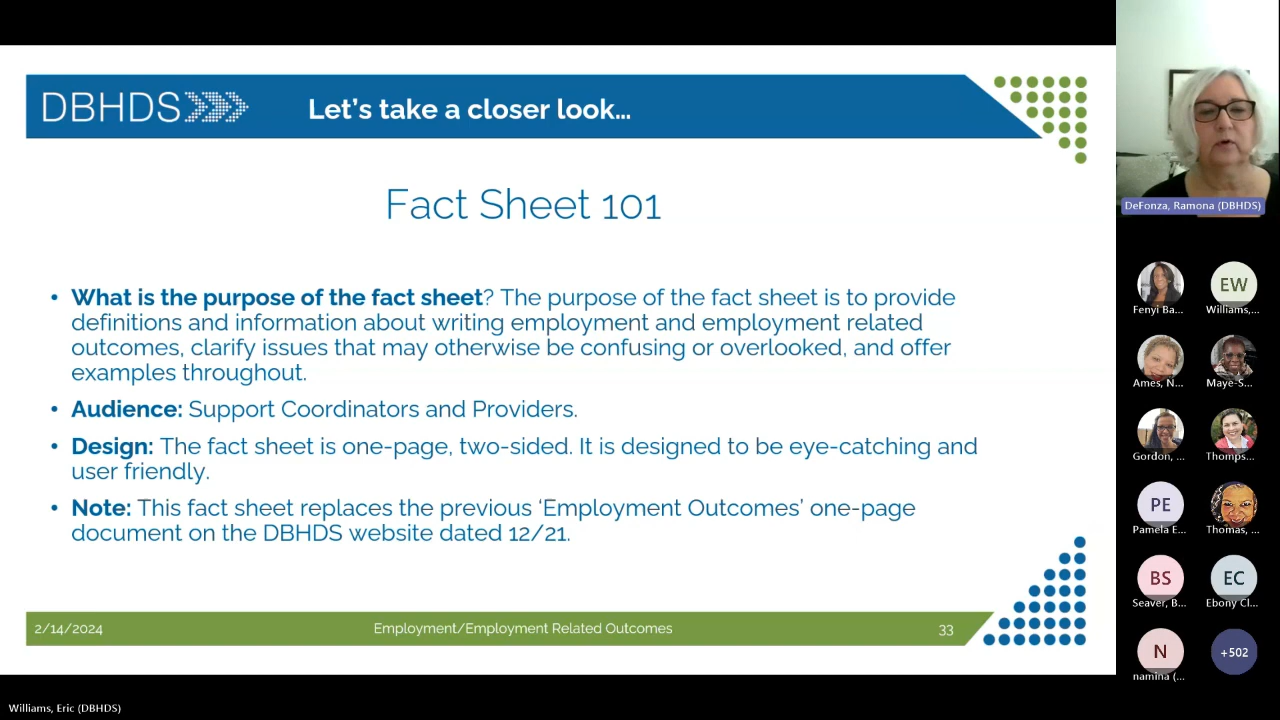 DBHDS
Let's take a closer look...
Fact Sheet 101
• What is the purpose of the fact sheet? The purpose of the fact sheet is to provide
definitions and information about writing employment and employment related
outcomes, clarify issues that may otherwise be confusing or overlooked, and offer
examples throughout.
• Audience: Support Coordinators and Providers.
• Design: The fact sheet is one-page, two-sided. It is designed to be eye-catching and
user friendly.
• Note: This fact sheet replaces the previous ‘Employment Outcomes’ one-page
document on the DBHDS website dated 12/21.
2/14/2024
Employment/Employment Related Outcomes
33
DeFonza, Ramona (DBHDS)
Fenyi Ba...
EW
Williams,...
Ames, N...
Maye-S...
Gordon, ...
Thomps...
PE
Pamela E...
Thomas, ...
BS
Seaver, B...
EC
Ebony Cl...
N
namina (...
+502
Williams, Eric (DBHDS)